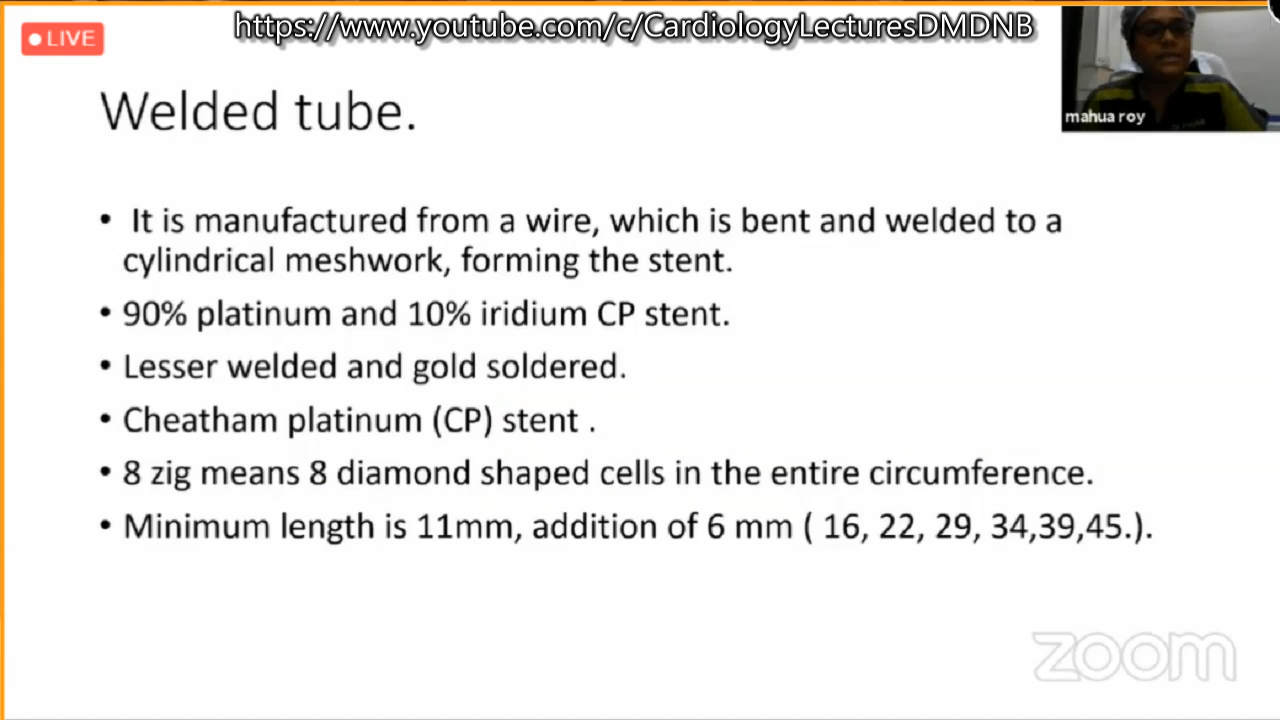 https://www.youtube.com/c/CardiologyLecturesDMDNB
LIVE
mahua roy
Welded tube.
• It is manufactured from a wire, which is bent and welded to a
cylindrical meshwork, forming the stent.
• 90% platinum and 10% iridium CP stent.
• Lesser welded and gold soldered.
• Cheatham platinum (CP) stent .
• 8 zig means 8 diamond shaped cells in the entire circumference.
• Minimum length is 11mm, addition of 6 mm ( 16, 22, 29, 34,39,45.).
zoom